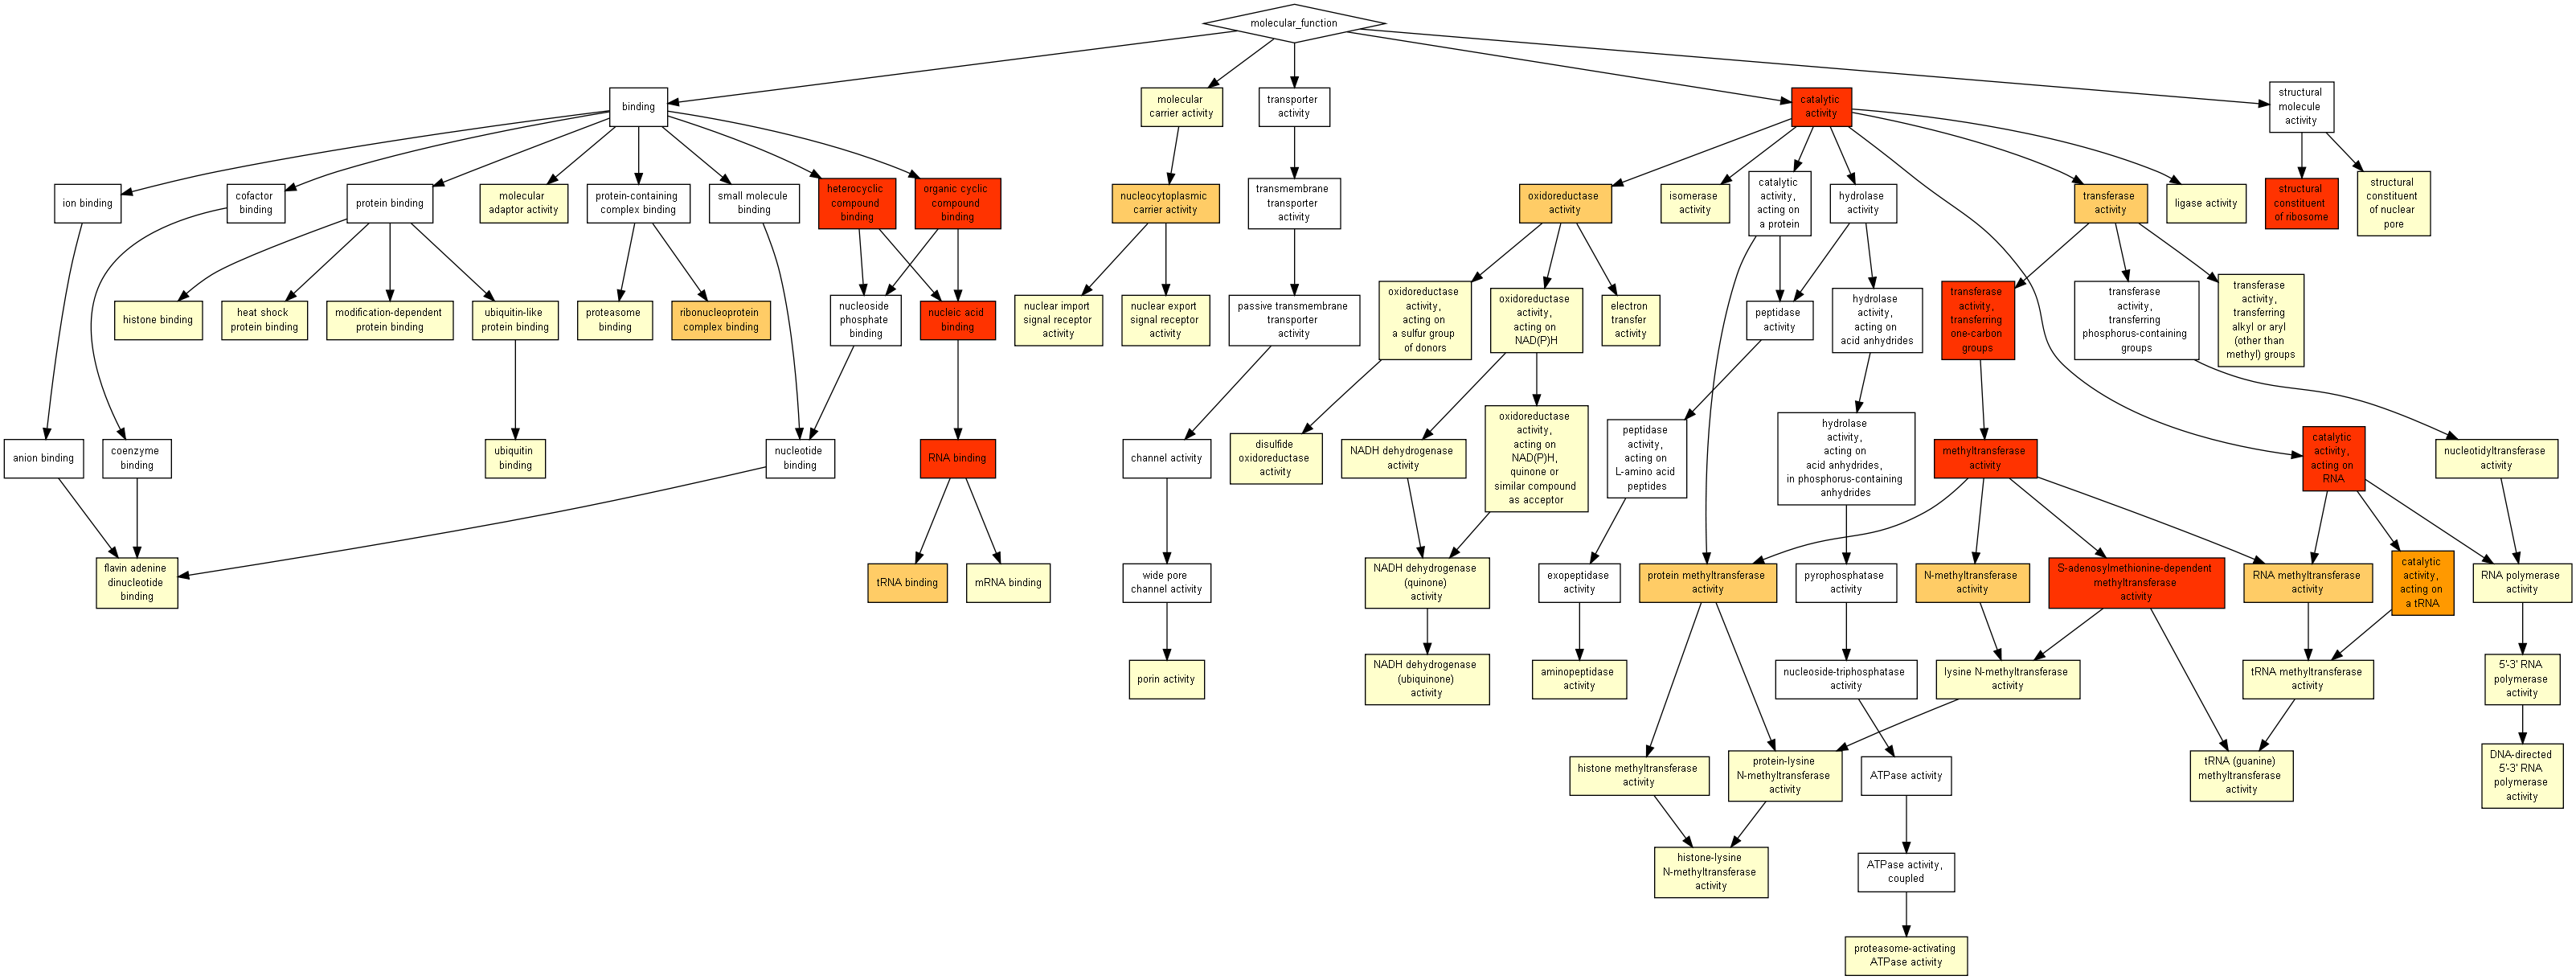 molecular_function
binding
molecular
carrier activity
transporter
activity
catalytic
activity
structural
molecule
activity
ion binding
cofactor
binding
protein binding
molecular
adaptor activity
protein-containing
complex binding
small molecule
binding
heterocyclic
compound
binding
organic cyclic
compound
binding
nucleocytoplasmic
carrier activity
transmembrane
transporter
activity
oxidoreductase
activity
isomerase
activity
catalytic
activity,
acting on
a protein
hydrolase
activity
transferase
activity
ligase activity
structural
constituent
of ribosome
structural
constituent
of nuclear
pore
histone binding
heat shock
protein binding
modification-dependent
protein binding
ubiquitin-like
protein binding
proteasome
binding
ribonucleoprotein
complex binding
nucleoside
phosphate
binding
nucleic acid
binding
nuclear import
signal receptor
activity
nuclear export
signal receptor
activity
passive transmembrane
transporter
activity
oxidoreductase
activity,
acting on
a sulfur group
of donors
oxidoreductase
activity,
acting on
NAD(P)H
electron
transfer
activity
peptidase
activity
hydrolase
activity,
acting on
acid anhydrides
transferase
activity,
transferring
one-carbon
groups
transferase
activity,
transferring
phosphorus-containing
groups
transferase
activity,
transferring
alkyl or aryl
(other than
methyl) groups
anion binding
coenzyme
binding
ubiquitin
binding
nucleotide
binding
RNA binding
channel activity
disulfide
oxidoreductase
activity
NADH dehydrogenase
activity
oxidoreductase
activity,
acting on
NAD(P)H,
quinone or
similar compound
as acceptor
peptidase
activity,
acting on
L-amino acid
peptides
hydrolase
activity,
acting on
acid anhydrides,
in phosphorus-containing
anhydrides
methyltransferase
activity
catalytic
activity,
acting on
RNA
nucleotidyltransferase
activity
flavin adenine
dinucleotide
binding
tRNA binding
mRNA binding
wide pore
channel activity
NADH dehydrogenase
(quinone)
activity
exopeptidase
activity
protein methyltransferase
activity
pyrophosphatase
activity
N-methyltransferase
activity
S-adenosylmethionine-dependent
methyltransferase
activity
RNA methyltransferase
activity
catalytic
activity,
acting on
a tRNA
RNA polymerase
activity
porin activity
NADH dehydrogenase
(ubiquinone)
activity
aminopeptidase
activity
nucleoside-triphosphatase
activity
lysine N-methyltransferase
activity
tRNA methyltransferase
activity
5'-3' RNA
polymerase
activity
histone methyltransferase
activity
protein-lysine
N-methyltransferase
activity
ATPase activity
tRNA (guanine)
methyltransferase
activity
DNA-directed
5'-3' RNA
polymerase
activity
histone-lysine
N-methyltransferase
activity
ATPase activity,
coupled
proteasome-activating
ATPase activity